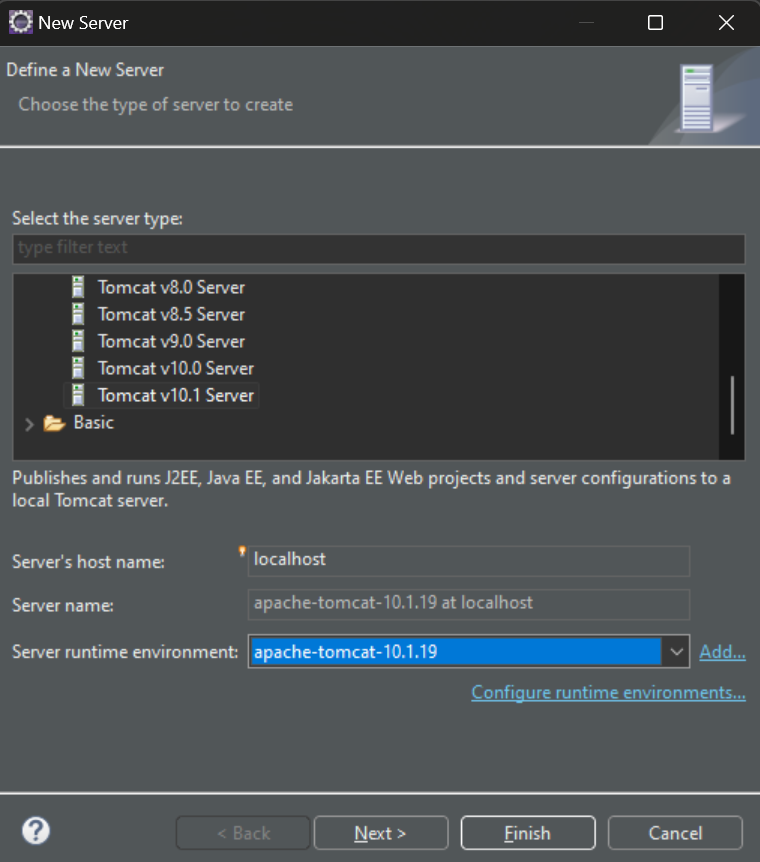 New Server
Define a New Server
Choose the type of server to create
Select the server type:
type filter text
Tomcat v8.0 Server
Tomcat v8.5 Server
Tomcat v9.0 Server
Tomcat v10.0 Server
Tomcat v10.1 Server
Basic
Publishes and runs J2EE, Java EE, and Jakarta EE Web projects and server configurations to a
local Tomcat server.
Server's host name: localhost
Server name: apache-tomcat-10.1.19 at localhost
Server runtime environment: apache-tomcat-10.1.19 Add...
Configure runtime environments...
? < Back Next > Finish Cancel